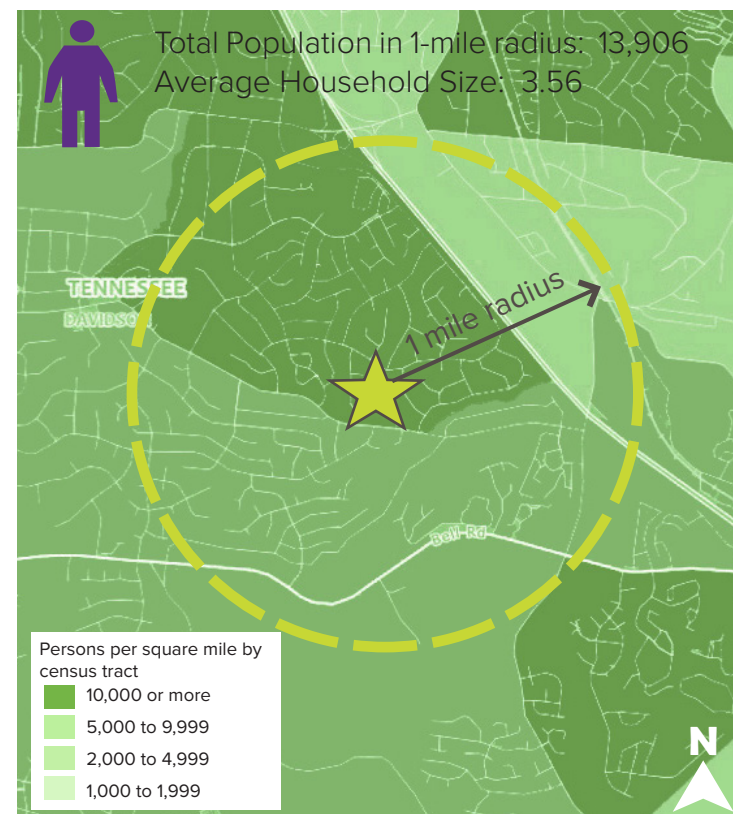 Total Population in 1-mile radius: 13,906
Average Household Size: 3.56
TENNESSEE
DAVIDSON
1 mile radius
Bell Rd
Persons per square mile by
census tract
10,000 or more
5,000 to 9,999
2,000 to 4,999
1,000 to 1,999
N